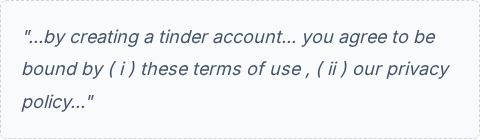 "...by creating a tinder account... you agree to be
bound by ( i ) these terms of use , ( ii ) our privacy
policy..."